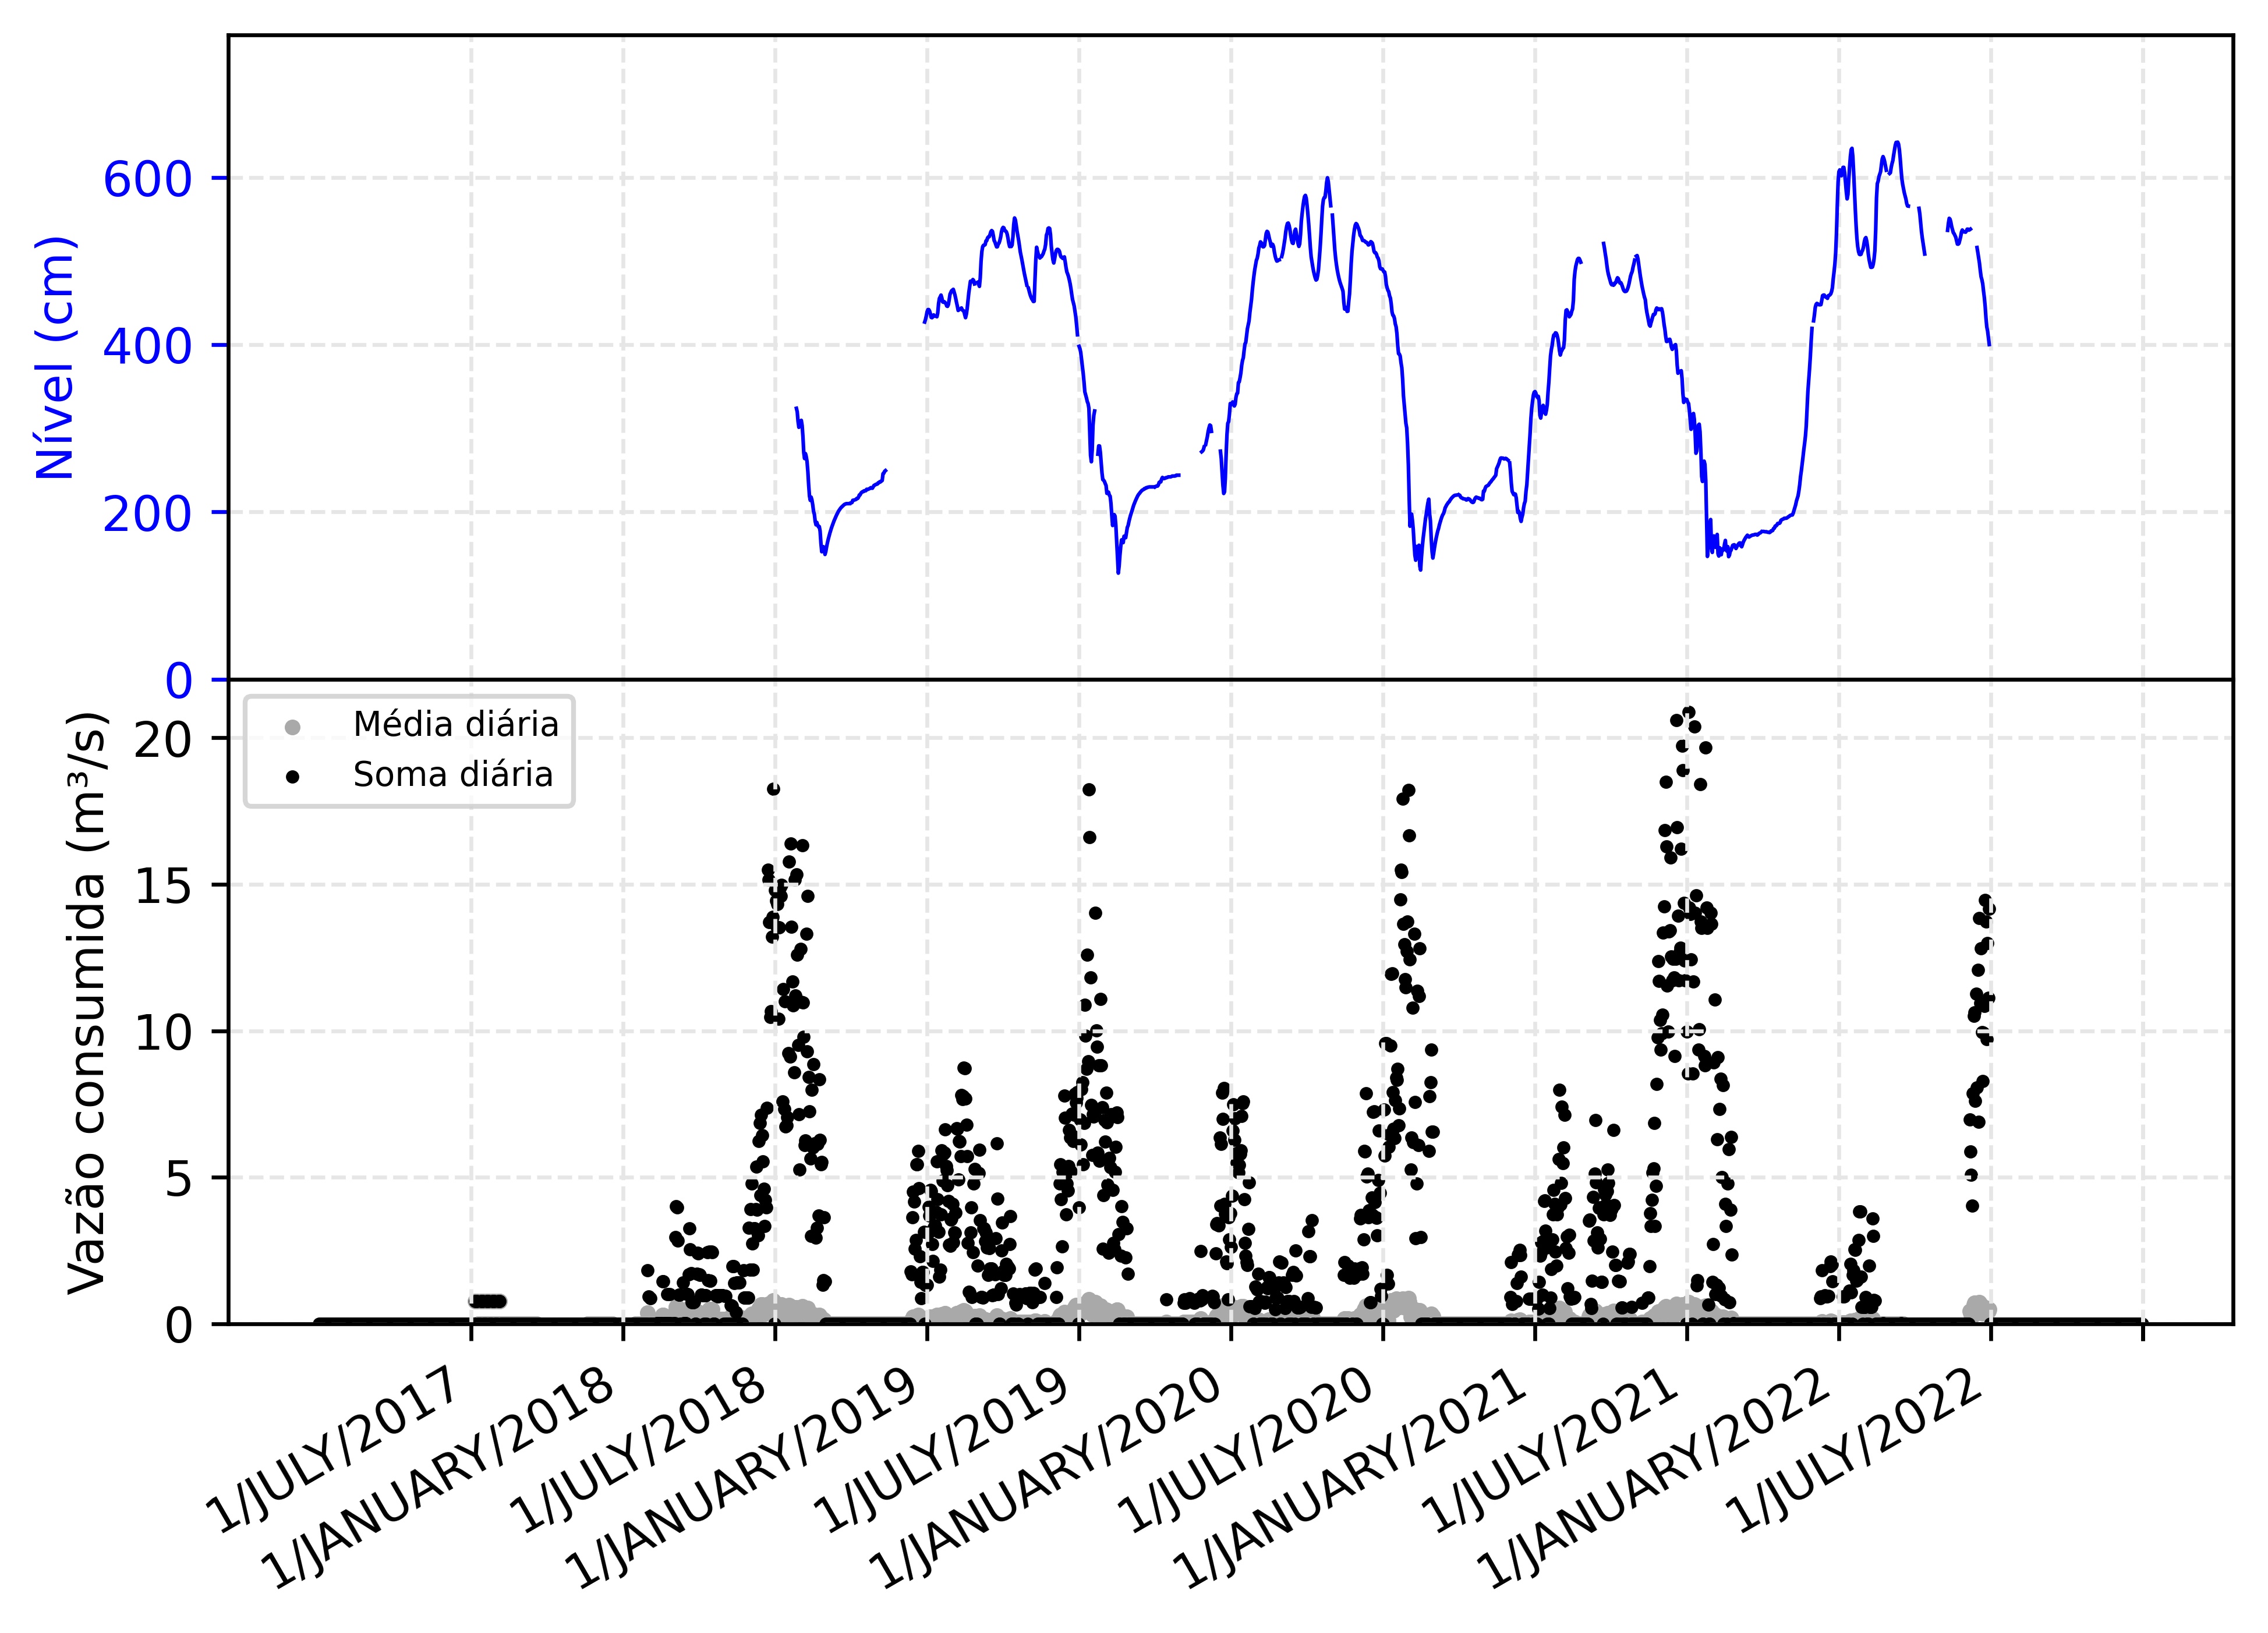 Nível (cm)
600
400
200
0
Vazão consumida (m³/s)
20
15
10
5
0
Média diária
Soma diária
1/JULY/2017
1/JANUARY/2018
1/JULY/2018
1/JANUARY/2019
1/JULY/2019
1/JANUARY/2020
1/JULY/2020
1/JANUARY/2021
1/JULY/2021
1/JANUARY/2022
1/JULY/2022